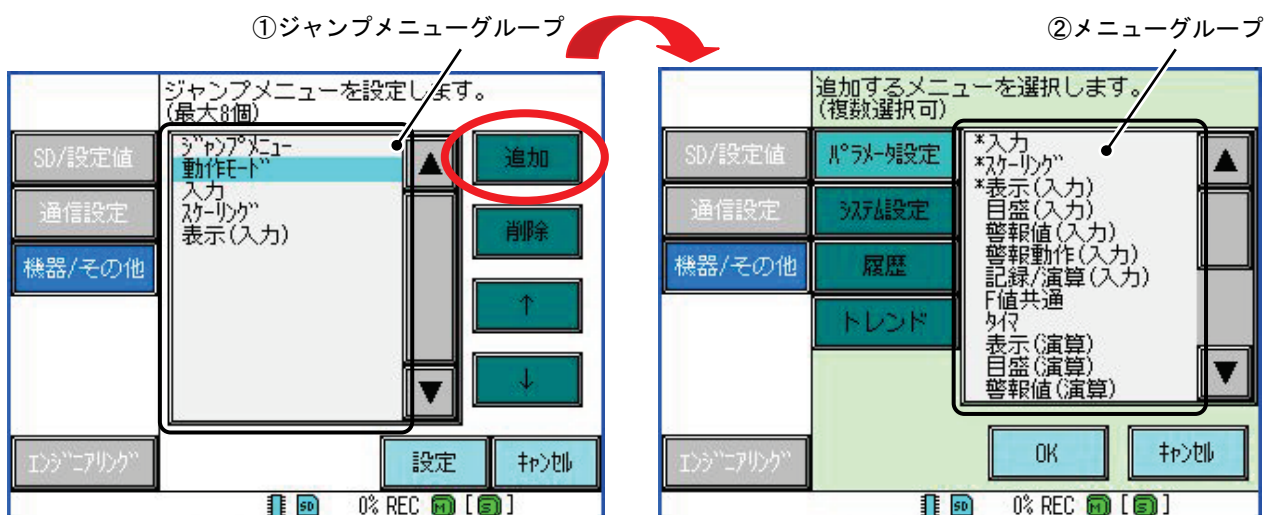 ①ジャンプメニューグループ
ジャンプメニューを設定します。
(最大8個)
SD/設定値
通信設定
機器/その他
エンジニアリング
ジャンプメニュー
動作モード
入力
スケーリング
表示(入力)
▲
▼
追加
削除
↑
↓
設定
キャンセル
SD 0% REC M [S]
②メニューグループ
追加するメニューを選択します。
(複数選択可)
SD/設定値
通信設定
機器/その他
エンジニアリング
パラメータ設定
システム設定
履歴
トレンド
*入力
*スケーリング
*表示(入力)
目盛(入力)
警報値(入力)
警報動作(入力)
記録/演算(入力)
F値共通
タイマ
表示(演算)
目盛(演算)
警報値(演算)
▲
▼
OK
キャンセル
SD 0% REC M [S]